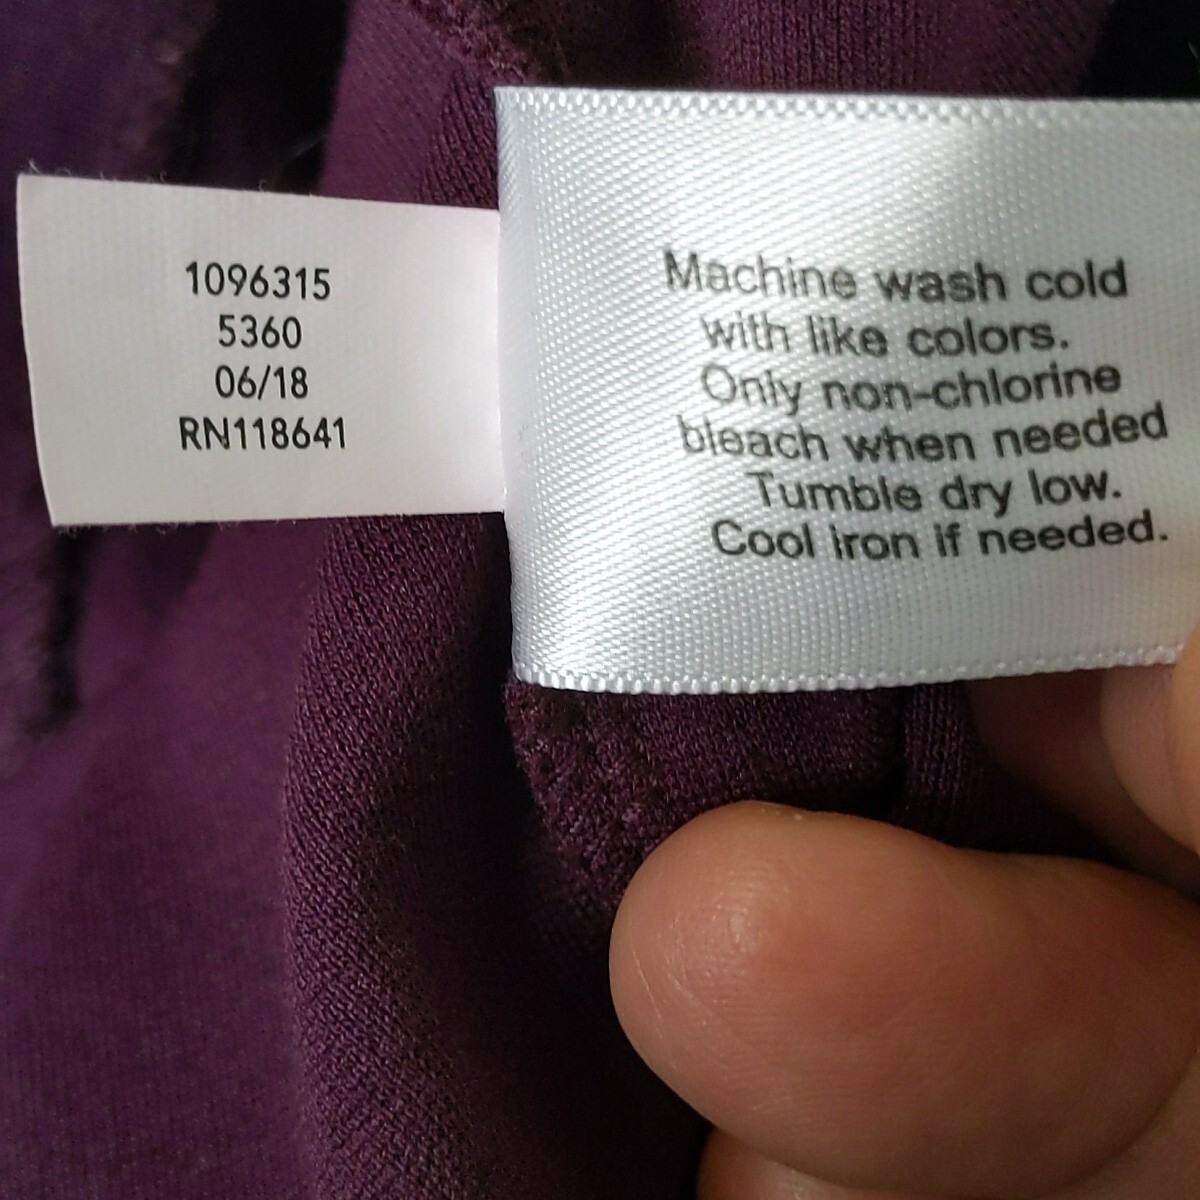 1096315
5360
06/18
RN118641
Machine wash cold
with like colors.
Only non-chlorine
bleach when needed
Tumble dry low.
Cool iron if needed.